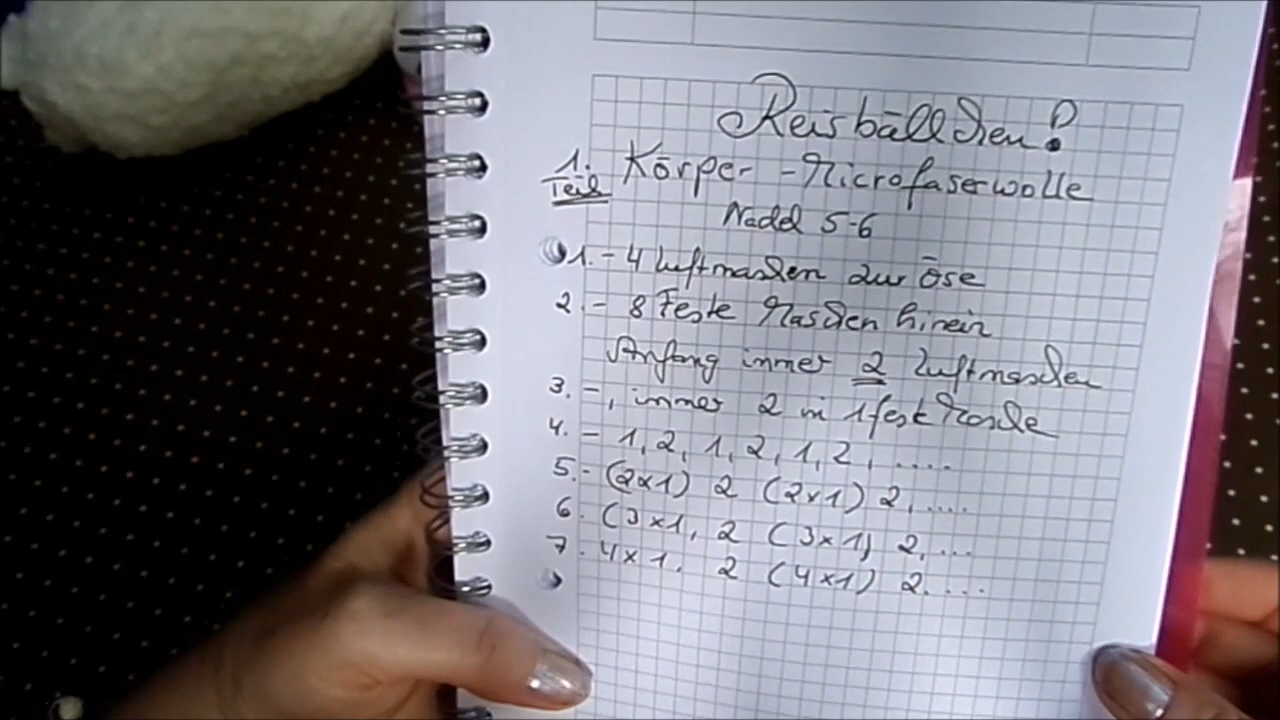 Reisbällchen!
1. Körper - Microfaserwolle
Teil
Nadel 5-6
1. - 4 Luftmaschen zur Öse
2. - 8 Feste Maschen hinein
Anfang immer 2 Luftmaschen
3. -, immer 2 in 1 fest Masche
4. - 1, 2, 1, 2, 1, 2, ....
5. - (2x1) 2 (2x1) 2, ....
6. (3x1, 2 (3x1) 2, ...
7. 4x1. 2 (4x1) 2. ...